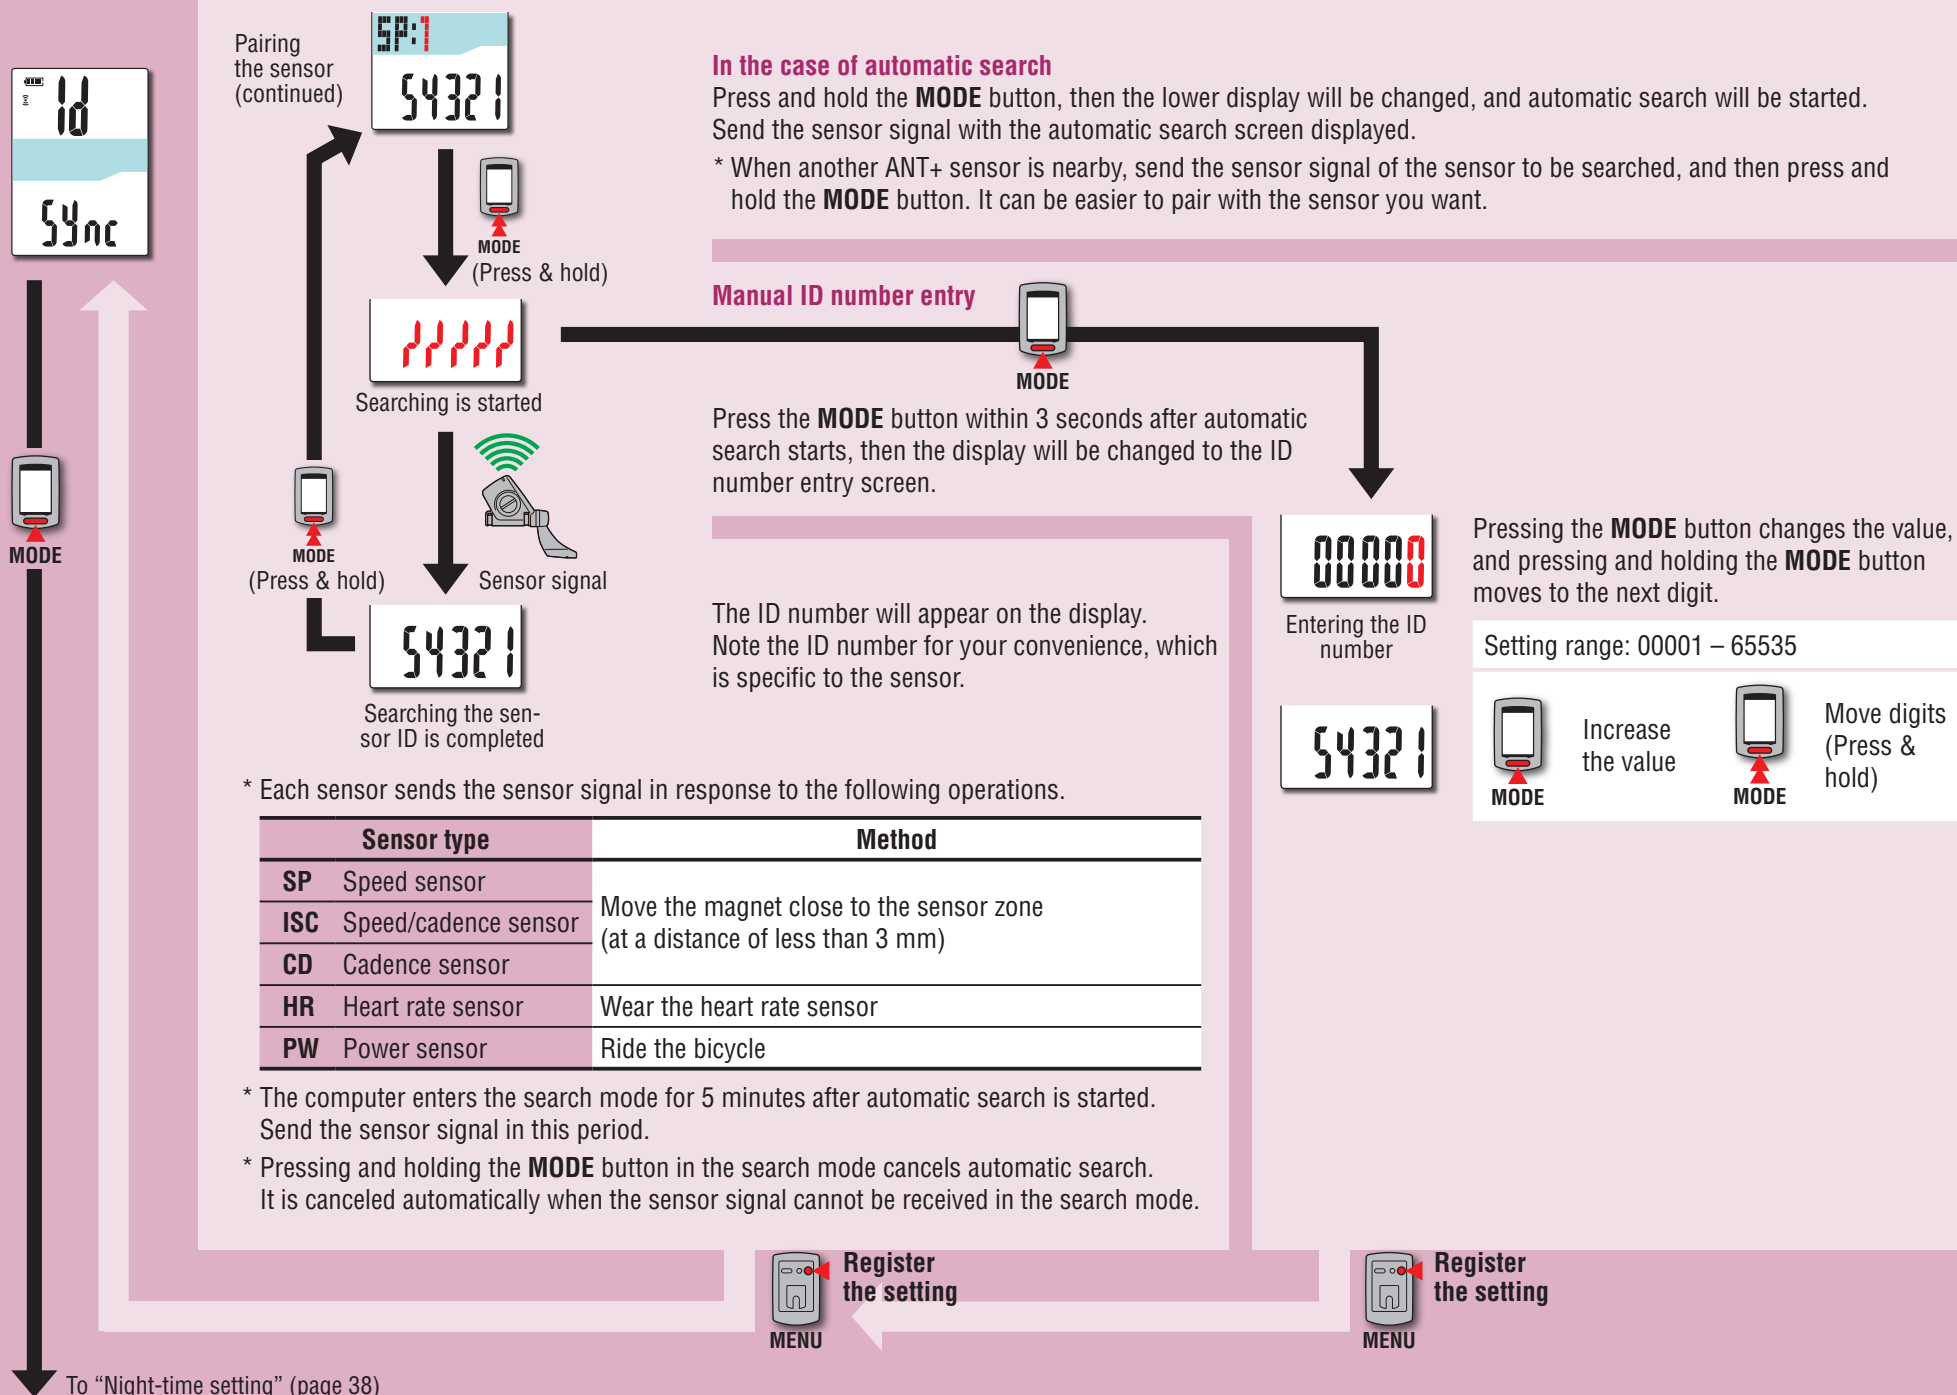 Id
Sync
MODE
Pairing
the sensor
(continued)
SP:1
54321
MODE
(Press & hold)
Searching is started
MODE
(Press & hold)
Sensor signal
54321
Searching the sen-
sor ID is completed
In the case of automatic search
Press and hold the MODE button, then the lower display will be changed, and automatic search will be started.
Send the sensor signal with the automatic search screen displayed.
* When another ANT+ sensor is nearby, send the sensor signal of the sensor to be searched, and then press and
hold the MODE button. It can be easier to pair with the sensor you want.
Manual ID number entry
MODE
Press the MODE button within 3 seconds after automatic
search starts, then the display will be changed to the ID
number entry screen.
The ID number will appear on the display.
Note the ID number for your convenience, which
is specific to the sensor.
00000
Entering the ID
number
54321
Pressing the MODE button changes the value,
and pressing and holding the MODE button
moves to the next digit.
Setting range: 00001 – 65535
MODE
Increase
the value
MODE
Move digits
(Press &
hold)
* Each sensor sends the sensor signal in response to the following operations.
Sensor type Method
SP Speed sensor
ISC Speed/cadence sensor
CD Cadence sensor
Move the magnet close to the sensor zone
(at a distance of less than 3 mm)
HR Heart rate sensor Wear the heart rate sensor
PW Power sensor Ride the bicycle
* The computer enters the search mode for 5 minutes after automatic search is started.
Send the sensor signal in this period.
* Pressing and holding the MODE button in the search mode cancels automatic search.
It is canceled automatically when the sensor signal cannot be received in the search mode.
MENU
Register
the setting
MENU
Register
the setting
To “Night-time setting” (page 38)